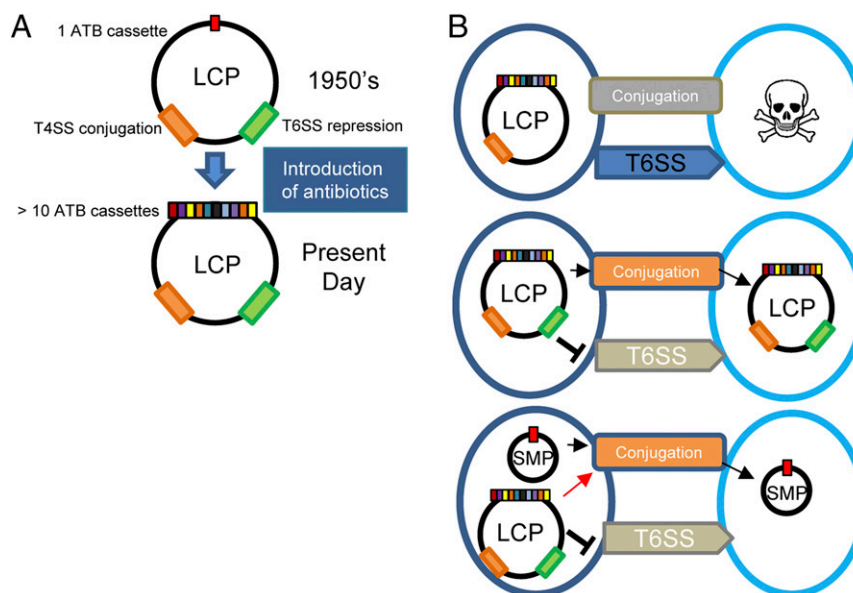 A
1 ATB cassette
LCP
1950's
T4SS conjugation
T6SS repression
Introduction
of antibiotics
> 10 ATB cassettes
LCP
Present
Day
B
LCP
Conjugation
T6SS
LCP
Conjugation
LCP
T6SS
SMP
Conjugation
SMP
LCP
T6SS